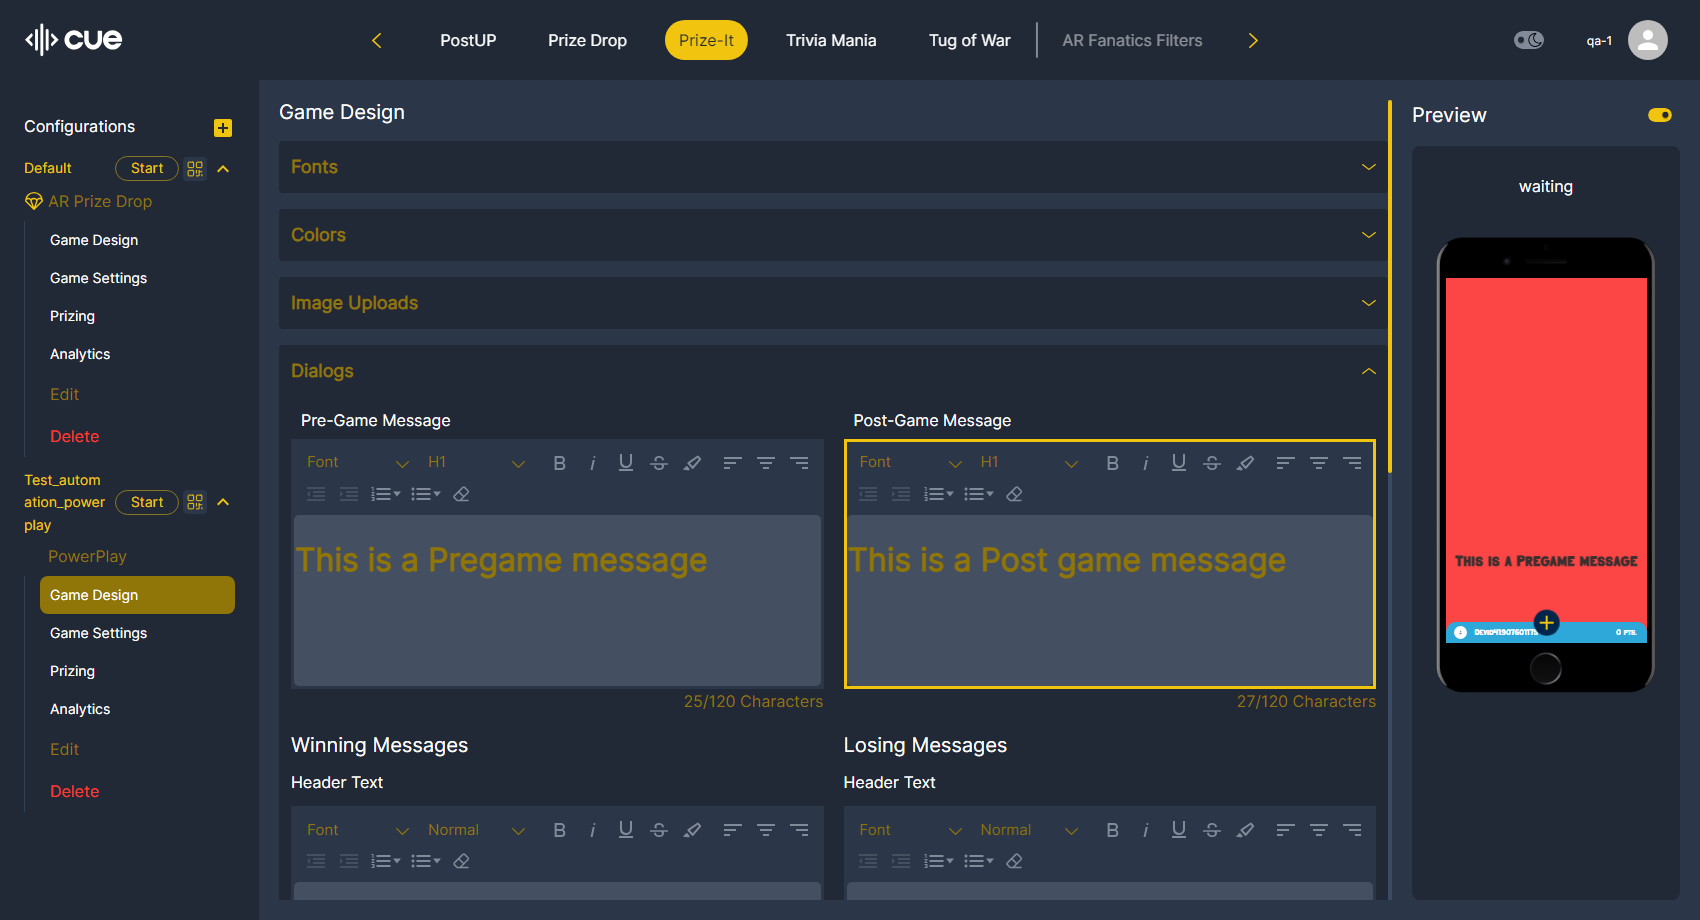 cue
PostUP
Prize Drop
Prize-It
Trivia Mania
Tug of War
AR Fanatics Filters
qa-1
Configurations
Default
Start
AR Prize Drop
Game Design
Game Settings
Prizing
Analytics
Edit
Delete
Test_autom
ation_power
play
Start
PowerPlay
Game Design
Game Settings
Prizing
Analytics
Edit
Delete
Game Design
Fonts
Colors
Image Uploads
Dialogs
Pre-Game Message
Font
H1
This is a Pregame message
25/120 Characters
Post-Game Message
Font
H1
This is a Post game message
27/120 Characters
Winning Messages
Header Text
Font
Normal
Losing Messages
Header Text
Font
Normal
Preview
waiting
This is a Pregame message
0 pts.